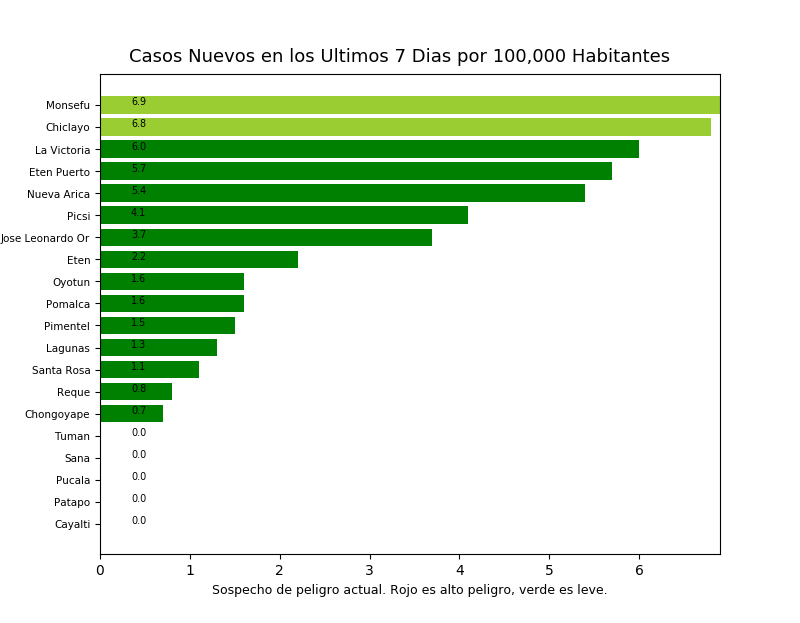 Casos Nuevos en los Ultimos 7 Dias por 100,000 Habitantes
Monsefu 6.9
Chiclayo 6.8
La Victoria 6.0
Eten Puerto 5.7
Nueva Arica 5.4
Picsi 4.1
Jose Leonardo Or 3.7
Eten 2.2
Oyotun 1.6
Pomalca 1.6
Pimentel 1.5
Lagunas 1.3
Santa Rosa 1.1
Reque 0.8
Chongoyape 0.7
Tuman 0.0
Sana 0.0
Pucala 0.0
Patapo 0.0
Cayalti 0.0
0 1 2 3 4 5 6
Sospecho de peligro actual. Rojo es alto peligro, verde es leve.